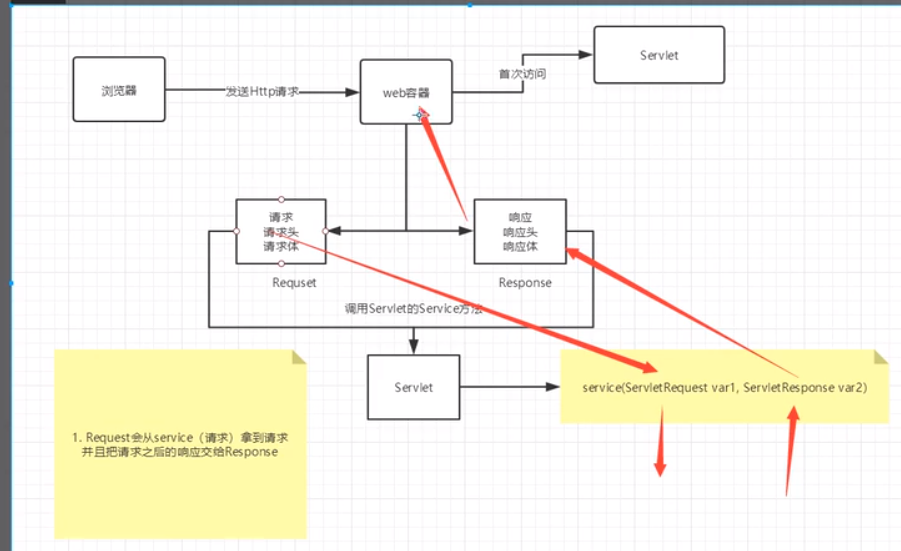 Servlet
首次访问
浏览器
发送Http请求
web容器
请求
请求头
请求体
响应
响应头
响应体
Requset
Response
调用Servlet的Service方法
Servlet
service(ServletRequest var1, ServletResponse var2)
1. Request会从service（请求）拿到请求
并且把请求之后的响应交给Response